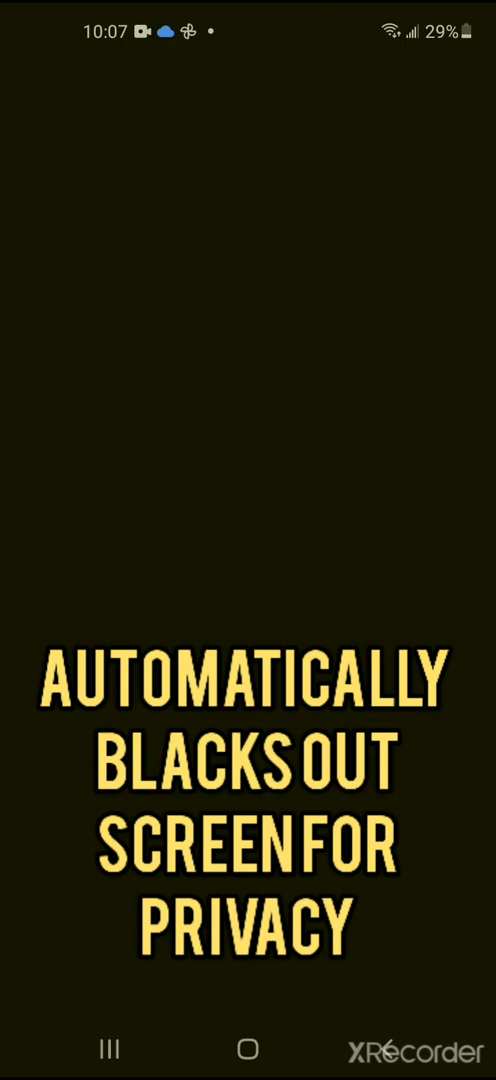 10:07
29%
AUTOMATICALLY
BLACKS OUT
SCREEN FOR
PRIVACY
XRecorder